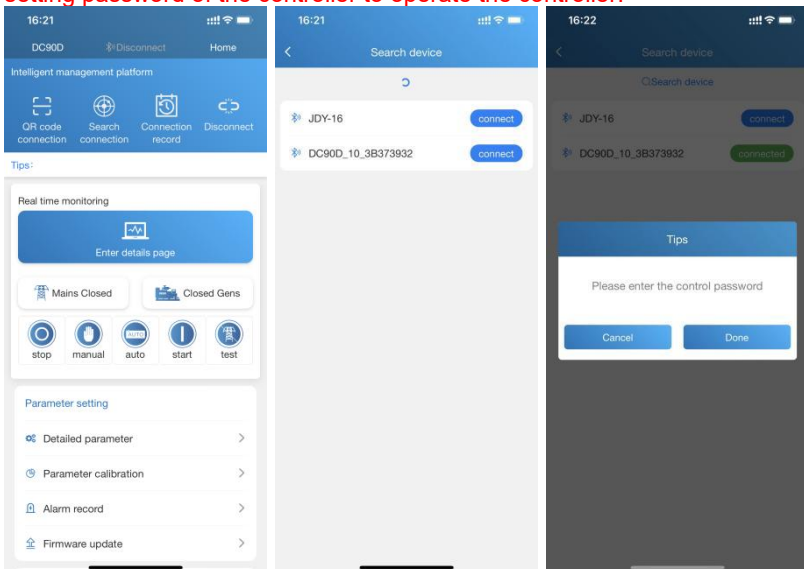 setting password of the controller to operate the controller.
16:21
DC90D
Disconnect
Home
Intelligent management platform
QR code connection
Search connection
Connection record
Disconnect
Tips:
Real time monitoring
Enter details page
Mains Closed
Closed Gens
AUTO
stop
manual
auto
start
test
Parameter setting
Detailed parameter
Parameter calibration
Alarm record
Firmware update
16:21
Search device
JDY-16
connect
DC90D_10_3B373932
connect
16:22
Search device
Search device
JDY-16
connect
DC90D_10_3B373932
connected
Tips
Please enter the control password
Cancel
Done